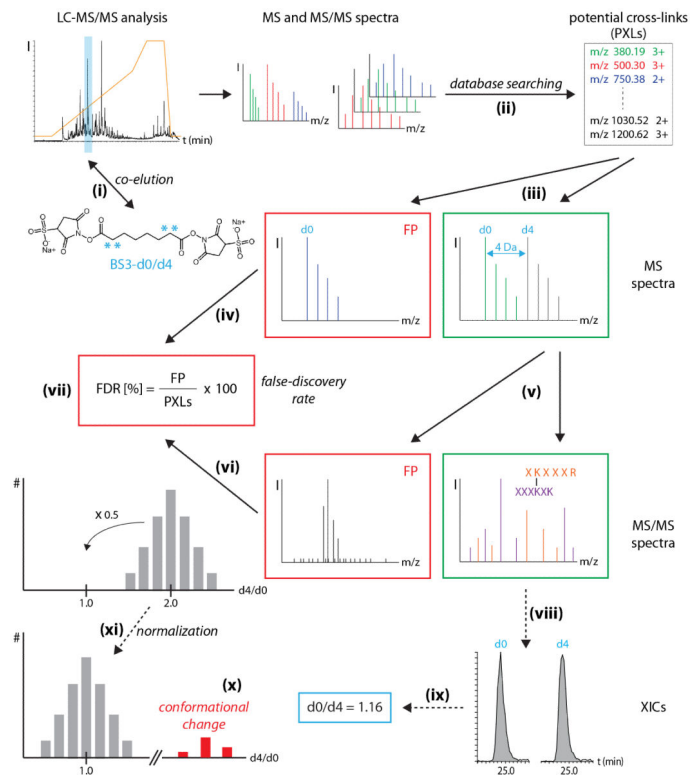 LC-MS/MS analysis
MS and MS/MS spectra
potential cross-links
(PXLs)
I
t (min)
I
m/z
I
m/z
database searching
(ii)
m/z 380.19 3+
m/z 500.30 3+
m/z 750.38 2+
m/z 1030.52 2+
m/z 1200.62 3+
(i)
co-elution
(iii)
Na+
O
O
S
O
O-
O
N
O
O
O
**
**
O
O
N
O
O
O
S
O
O-
Na+
BS3-d0/d4
I
d0
FP
m/z
I
d0
d4
4 Da
m/z
MS
spectra
(iv)
(v)
(vii)
FDR [%] = FP / PXLs x 100
false-discovery
rate
(vi)
#
x 0.5
1.0
2.0
d4/d0
I
FP
m/z
I
XKXXXR
XXXKXK
m/z
MS/MS
spectra
(xi)
normalization
(viii)
#
(x)
conformational
change
1.0
d4/d0
d0/d4 = 1.16
(ix)
d0
d4
25.0
25.0
t (min)
XICs